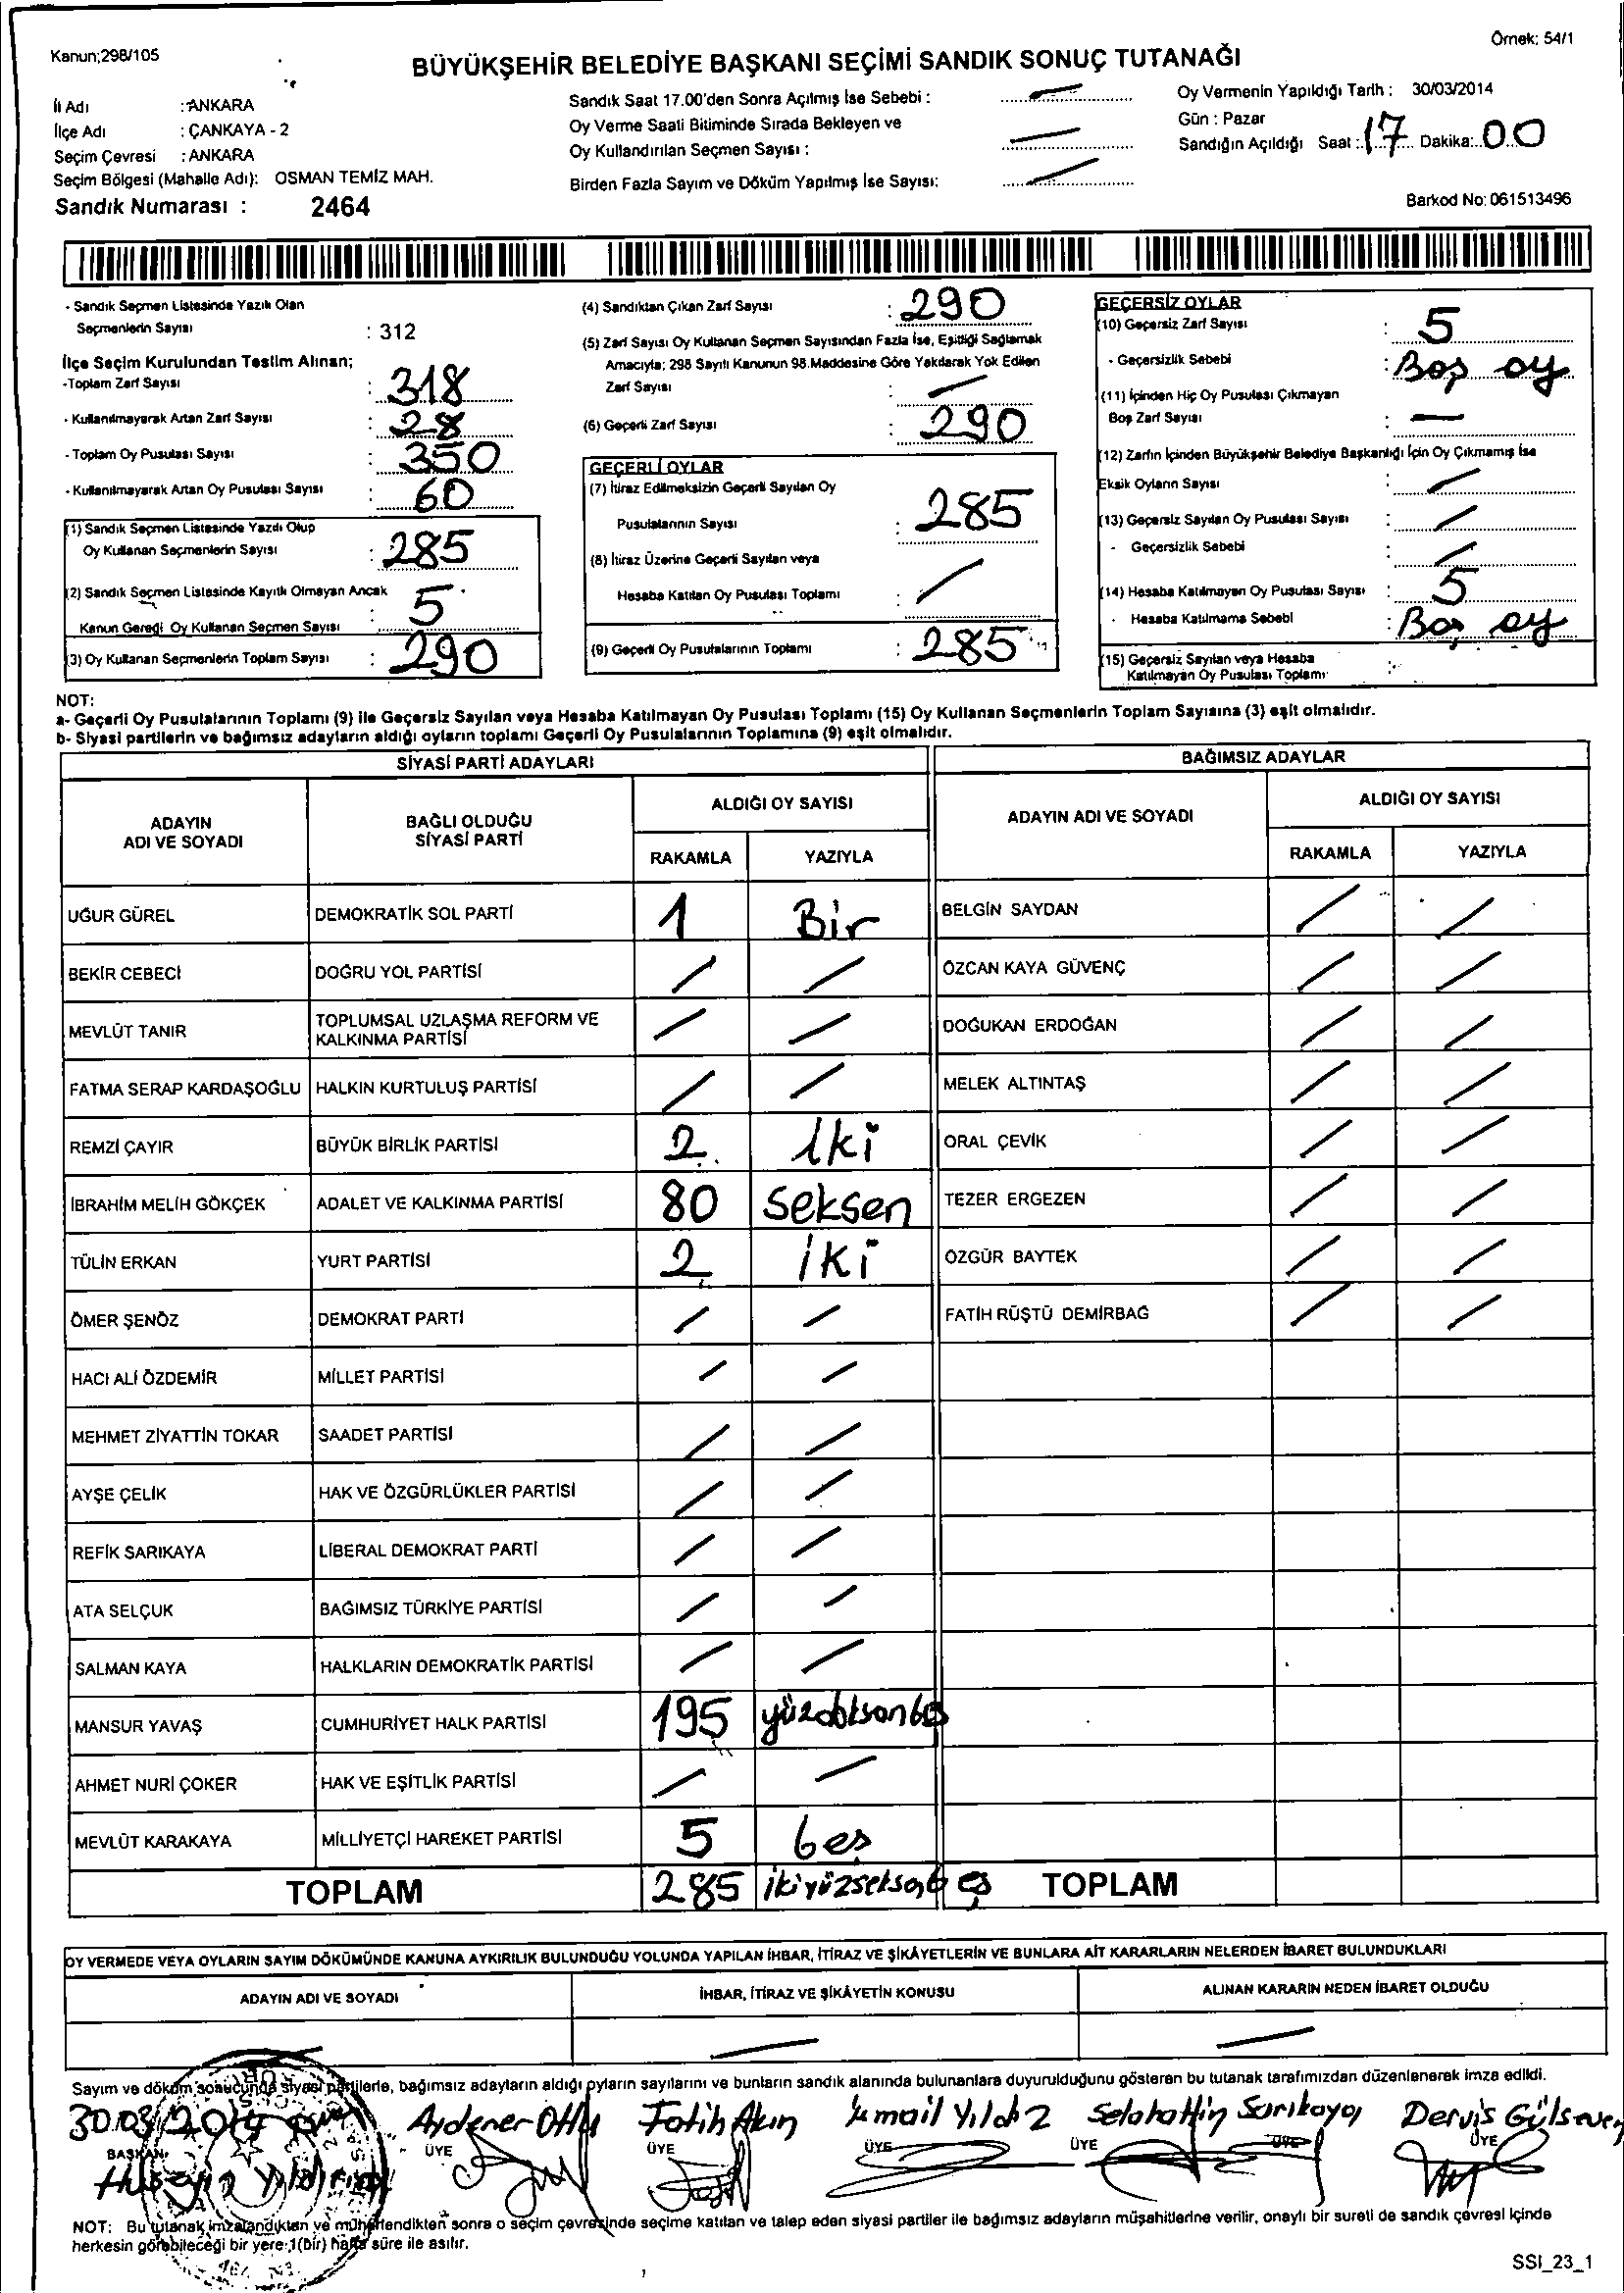 Kanun;298/105
Örnek: 54/1
BÜYÜKŞEHİR BELEDİYE BAŞKANI SEÇİMİ SANDIK SONUÇ TUTANAĞI
İl Adı : ANKARA
İlçe Adı : ÇANKAYA - 2
Seçim Çevresi : ANKARA
Seçim Bölgesi (Mahalle Adı): OSMAN TEMİZ MAH.
Sandık Numarası : 2464
Sandık Saat 17.00'den Sonra Açılmış İse Sebebi :
Oy Verme Saati Bitiminde Sırada Bekleyen ve
Oy Kullandırılan Seçmen Sayısı :
Birden Fazla Sayım ve Döküm Yapılmış İse Sayısı:
Oy Vermenin Yapıldığı Tarih : 30/03/2014
Gün : Pazar
Sandığın Açıldığı Saat : 17 Dakika: 00
Barkod No: 061513496
- Sandık Seçmen Listesinde Yazılı Olan
Seçmenlerin Sayısı : 312
İlçe Seçim Kurulundan Teslim Alınan;
-Toplam Zarf Sayısı : 318
- Kullanılmayarak Artan Zarf Sayısı : 28
- Toplam Oy Pusulası Sayısı : 350
- Kullanılmayarak Artan Oy Pusulası Sayısı : 60
(1) Sandık Seçmen Listesinde Yazılı Olup
Oy Kullanan Seçmenlerin Sayısı : 285
(2) Sandık Seçmen Listesinde Kayıtlı Olmayan Ancak
Kanun Gereği Oy Kullanan Seçmen Sayısı : 5
(3) Oy Kullanan Seçmenlerin Toplam Sayısı : 290
(4) Sandıktan Çıkan Zarf Sayısı : 290
(5) Zarf Sayısı Oy Kullanan Seçmen Sayısından Fazla İse, Eşitliği Sağlamak
Amacıyla; 298 Sayılı Kanunun 98.Maddesine Göre Yakılarak Yok Edilen
Zarf Sayısı :
(6) Geçerli Zarf Sayısı : 290
GEÇERLİ OYLAR
(7) İtiraz Edilmeksizin Geçerli Sayılan Oy
Pusulalarının Sayısı : 285
(8) İtiraz Üzerine Geçerli Sayılan veya
Hesaba Katılan Oy Pusulası Toplamı :
(9) Geçerli Oy Pusulalarının Toplamı : 285
GEÇERSİZ OYLAR
(10) Geçersiz Zarf Sayısı : 5
- Geçersizlik Sebebi : Boş oy
(11) İçinden Hiç Oy Pusulası Çıkmayan
Boş Zarf Sayısı :
(12) Zarfın İçinden Büyükşehir Belediye Başkanlığı İçin Oy Çıkmamış İse
Eksik Oyların Sayısı :
(13) Geçersiz Sayılan Oy Pusulası Sayısı :
- Geçersizlik Sebebi :
(14) Hesaba Katılmayan Oy Pusulası Sayısı : 5
- Hesaba Katılmama Sebebi : Boş oy
(15) Geçersiz Sayılan veya Hesaba
Katılmayan Oy Pusulası Toplamı :
NOT:
a- Geçerli Oy Pusulalarının Toplamı (9) ile Geçersiz Sayılan veya Hesaba Katılmayan Oy Pusulası Toplamı (15) Oy Kullanan Seçmenlerin Toplam Sayısına (3) eşit olmalıdır.
b- Siyasi partilerin ve bağımsız adayların aldığı oyların toplamı Geçerli Oy Pusulalarının Toplamına (9) eşit olmalıdır.
SİYASİ PARTİ ADAYLARI
ADAYIN ADI VE SOYADI
BAĞLI OLDUĞU SİYASİ PARTİ
ALDIĞI OY SAYISI
RAKAMLA YAZIYLA
UĞUR GÜREL DEMOKRATİK SOL PARTİ 1 Bir
BEKİR CEBECİ DOĞRU YOL PARTİSİ
MEVLÜT TANIR TOPLUMSAL UZLAŞMA REFORM VE KALKINMA PARTİSİ
FATMA SERAP KARDAŞOĞLU HALKIN KURTULUŞ PARTİSİ
REMZİ ÇAYIR BÜYÜK BİRLİK PARTİSİ 2 iki
İBRAHİM MELİH GÖKÇEK ADALET VE KALKINMA PARTİSİ 80 seksen
TÜLİN ERKAN YURT PARTİSİ 2 iki
ÖMER ŞENÖZ DEMOKRAT PARTİ
HACI ALİ ÖZDEMİR MİLLET PARTİSİ
MEHMET ZİYATTİN TOKAR SAADET PARTİSİ
AYŞE ÇELİK HAK VE ÖZGÜRLÜKLER PARTİSİ
REFİK SARIKAYA LİBERAL DEMOKRAT PARTİ
ATA SELÇUK BAĞIMSIZ TÜRKİYE PARTİSİ
SALMAN KAYA HALKLARIN DEMOKRATİK PARTİSİ
MANSUR YAVAŞ CUMHURİYET HALK PARTİSİ 195 yüzdoksanbeş
AHMET NURİ ÇOKER HAK VE EŞİTLİK PARTİSİ
MEVLÜT KARAKAYA MİLLİYETÇİ HAREKET PARTİSİ 5 beş
TOPLAM 285 ikiyüzseksenbeş
BAĞIMSIZ ADAYLAR
ADAYIN ADI VE SOYADI
ALDIĞI OY SAYISI
RAKAMLA YAZIYLA
BELGİN SAYDAN
ÖZCAN KAYA GÜVENÇ
DOĞUKAN ERDOĞAN
MELEK ALTINTAŞ
ORAL ÇEVİK
TEZER ERGEZEN
ÖZGÜR BAYTEK
FATİH RÜŞTÜ DEMİRBAĞ
TOPLAM
OY VERMEDE VEYA OYLARIN SAYIM DÖKÜMÜNDE KANUNA AYKIRILIK BULUNDUĞU YOLUNDA YAPILAN İHBAR, İTİRAZ VE ŞİKÂYETLERİN VE BUNLARA AİT KARARLARIN NELERDEN İBARET BULUNDUKLARI
ADAYIN ADI VE SOYADI
İHBAR, İTİRAZ VE ŞİKÂYETİN KONUSU
ALINAN KARARIN NEDEN İBARET OLDUĞU
Sayım ve döküm sonucunda siyasi partilerle, bağımsız adayların aldığı oyların sayılarını ve bunların sandık alanında bulunanlara duyurulduğunu gösteren bu tutanak tarafımızdan düzenlenerek imza edildi.
30.03.2014 Aydener Fatih Akın İsmail Yıldız Selahattin Sarıkaya Derviş Gülseven
BAŞKAN ÜYE ÜYE ÜYE ÜYE ÜYE ÜYE
Hüseyin Yıldırım
NOT: Bu tutanak imzalandıktan ve mühürlendikten sonra o seçim çevresinde seçime katılan ve talep eden siyasi partiler ile bağımsız adayların müşahitlerine verilir, onaylı bir sureti de sandık çevresi içinde
herkesin görebileceği bir yere 1(bir) hafta süre ile asılır.
SSI_23_1